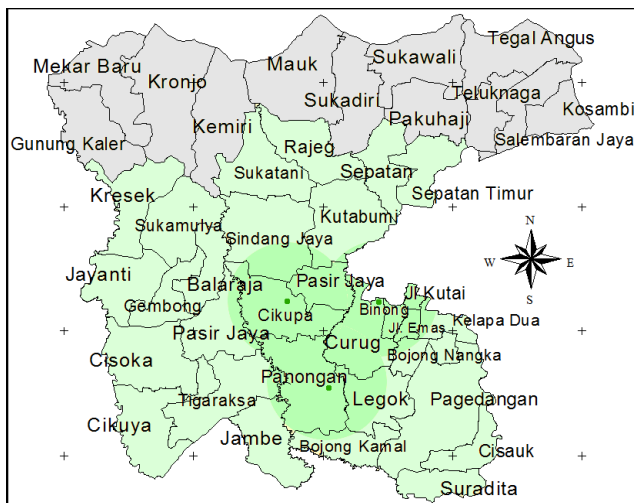 Tegal Angus
Sukawali
Mauk
Mekar Baru
Kronjo
Teluknaga
Sukadiri
Kosambi
Pakuhaji
Kemiri
Salembaran Jaya
Gunung Kaler
Rajeg
Sukatani
Sepatan
Kresek
Sepatan Timur
Kutabumi
N
Sukamulya
Sindang Jaya
W
E
Jayanti
Pasir Jaya
Balaraja
S
Jl Kutai
Gembong
Cikupa
Binong
Kelapa Dua
Jl. Emas
Pasir Jaya
Curug
Bojong Nangka
Cisoka
Panongan
Tigaraksa
Legok
Pagedangan
Cikuya
Jambe
Bojong Kamal
Cisauk
Suradita